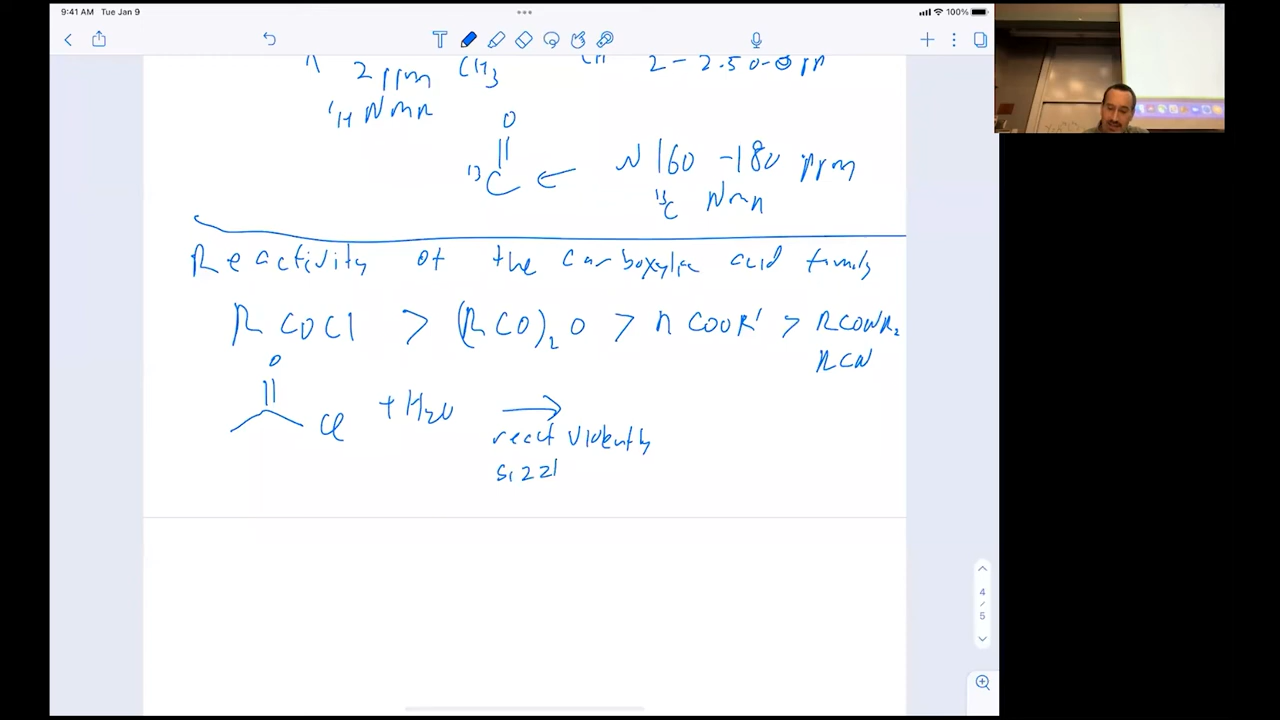 9:41 AM Tue Jan 9
100%
2 ppm CH3 2-2.5
1H NMR
O
13C ← ~160-180 ppm
13C NMR
Reactivity of the carboxylic acid family
RCOCl > (RCO)2O > RCOOR' > RCONR2
RCN
O
Cl + H2O →
react violently
sizzl
4
/
5